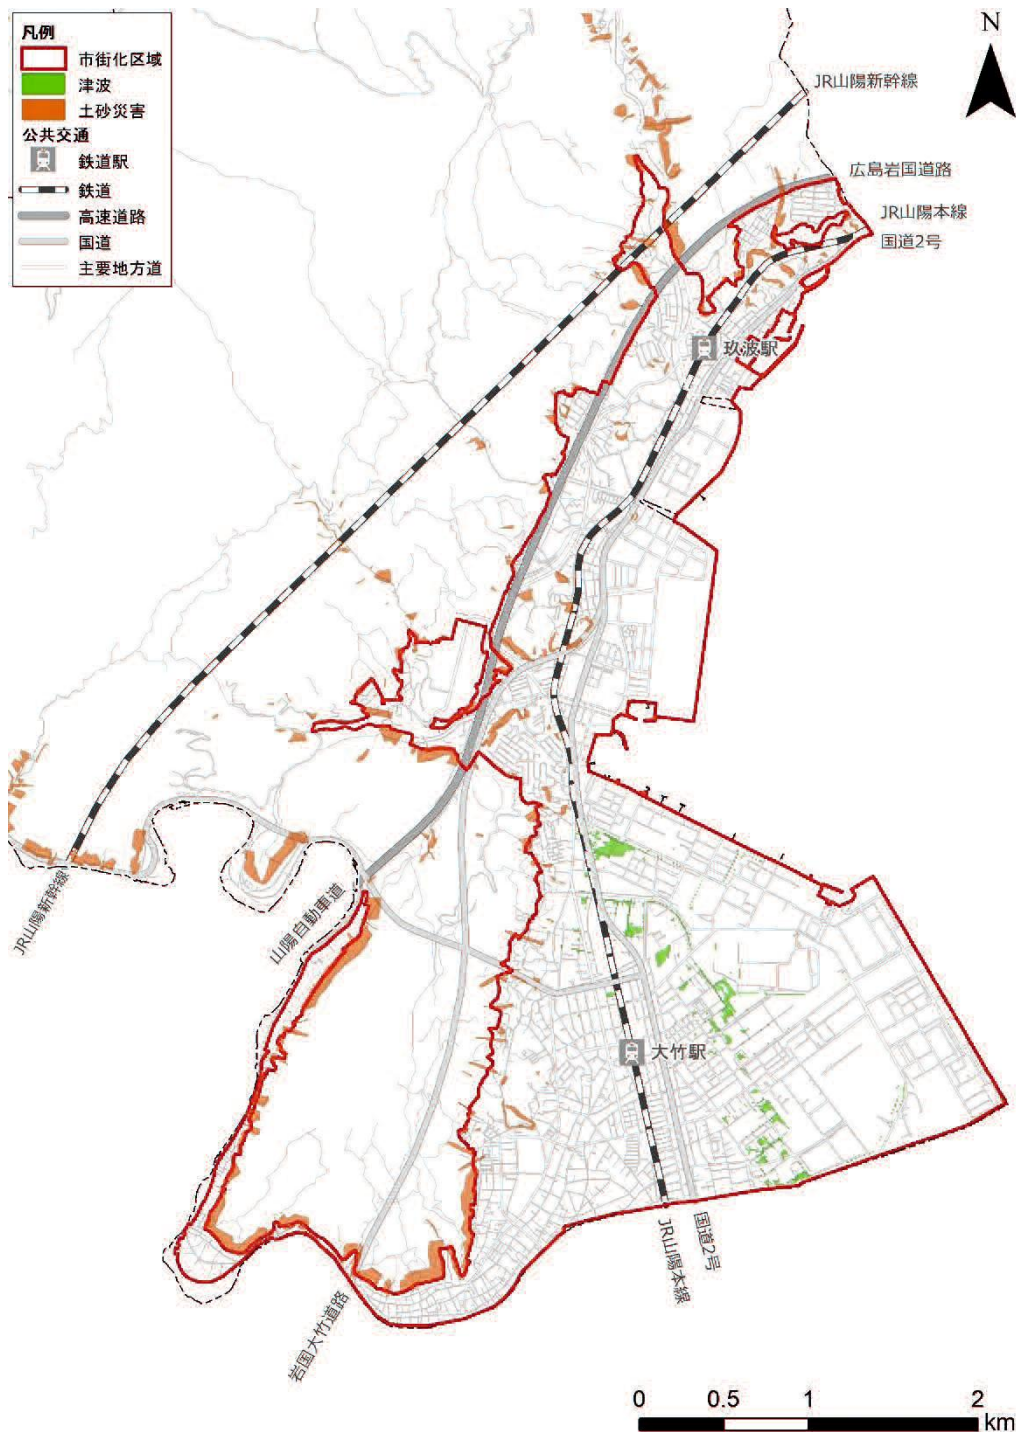 凡例
市街化区域
津波
土砂災害
公共交通
鉄道駅
鉄道
高速道路
国道
主要地方道
N
JR山陽新幹線
広島岩国道路
JR山陽本線
国道2号
玖波駅
JR山陽新幹線
山陽自動車道
大竹駅
岩国大竹道路
JR山陽本線
国道2号
0 0.5 1 2
km